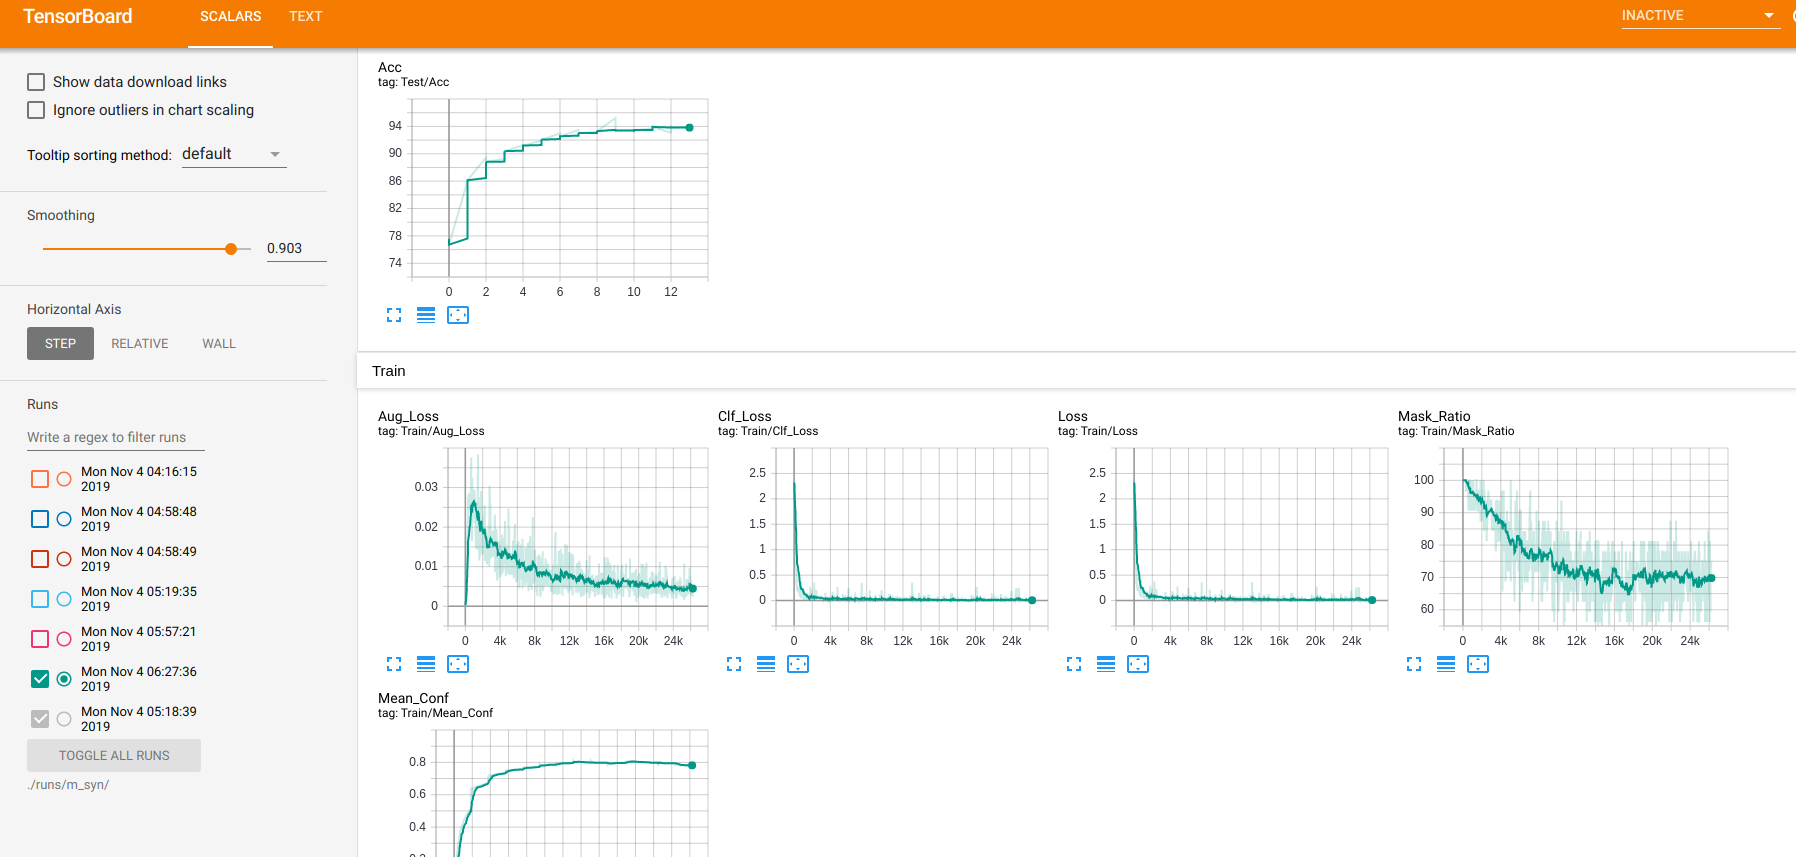 TensorBoard
SCALARS
TEXT
INACTIVE
Show data download links
Ignore outliers in chart scaling
Tooltip sorting method: default
Smoothing
0.903
Horizontal Axis
STEP
RELATIVE
WALL
Runs
Write a regex to filter runs
Mon Nov 4 04:16:15
2019
Mon Nov 4 04:58:48
2019
Mon Nov 4 04:58:49
2019
Mon Nov 4 05:19:35
2019
Mon Nov 4 05:57:21
2019
Mon Nov 4 06:27:36
2019
Mon Nov 4 05:18:39
2019
TOGGLE ALL RUNS
./runs/m_syn/
Acc
tag: Test/Acc
94
90
86
82
78
74
0 2 4 6 8 10 12
Train
Aug_Loss
tag: Train/Aug_Loss
0.03
0.02
0.01
0
0 4k 8k 12k 16k 20k 24k
Clf_Loss
tag: Train/Clf_Loss
2.5
2
1.5
1
0.5
0
0 4k 8k 12k 16k 20k 24k
Loss
tag: Train/Loss
2.5
2
1.5
1
0.5
0
0 4k 8k 12k 16k 20k 24k
Mask_Ratio
tag: Train/Mask_Ratio
100
90
80
70
60
0 4k 8k 12k 16k 20k 24k
Mean_Conf
tag: Train/Mean_Conf
0.8
0.6
0.4